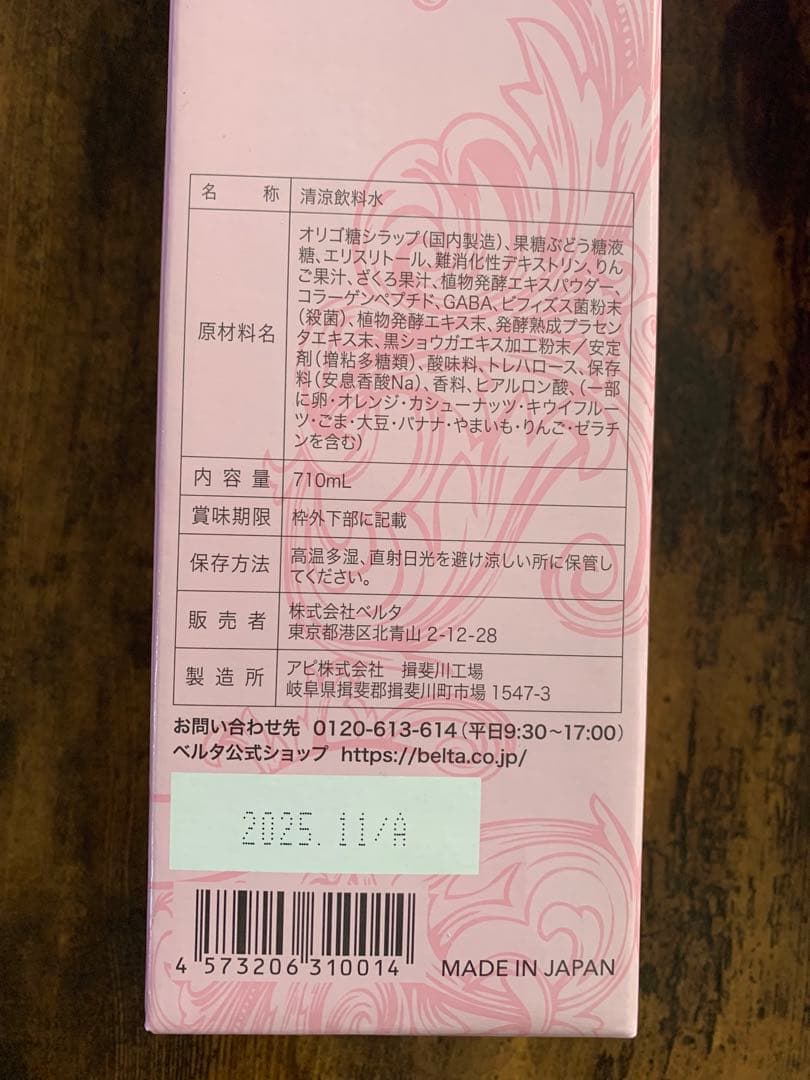 名称 清涼飲料水
原材料名 オリゴ糖シラップ(国内製造)、果糖ぶどう糖液
糖、エリスリトール、難消化性デキストリン、りん
ご果汁、ざくろ果汁、植物発酵エキスパウダー、
コラーゲンペプチド、GABA、ビフィズス菌粉末
(殺菌)、植物発酵エキス末、発酵熟成プラセン
タエキス末、黒ショウガエキス加工粉末/安定
剤(増粘多糖類)、酸味料、トレハロース、保存
料(安息香酸Na)、香料、ヒアルロン酸、(一部
に卵・オレンジ・カシューナッツ・キウイフルー
ツ・ごま・大豆・バナナ・やまいも・りんご・ゼラチ
ンを含む)
内容量 710mL
賞味期限 枠外下部に記載
保存方法 高温多湿、直射日光を避け涼しい所に保管し
てください。
販売者 株式会社ベルタ
東京都港区北青山 2-12-28
製造所 アピ株式会社 揖斐川工場
岐阜県揖斐郡揖斐川町市場 1547-3
お問い合わせ先 0120-613-614(平日9:30~17:00)
ベルタ公式ショップ https://belta.co.jp/
2025.11/A
4 573206 310014
MADE IN JAPAN